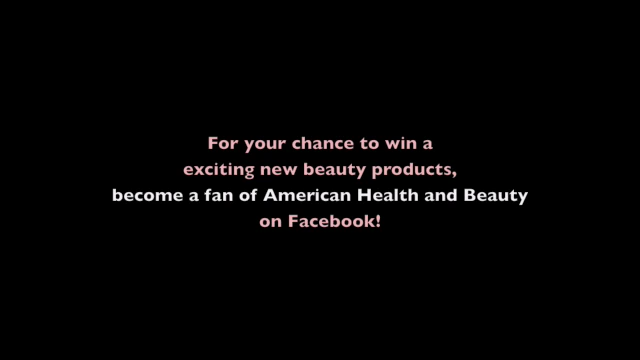 For your chance to win a
exciting new beauty products,
become a fan of American Health and Beauty
on Facebook!